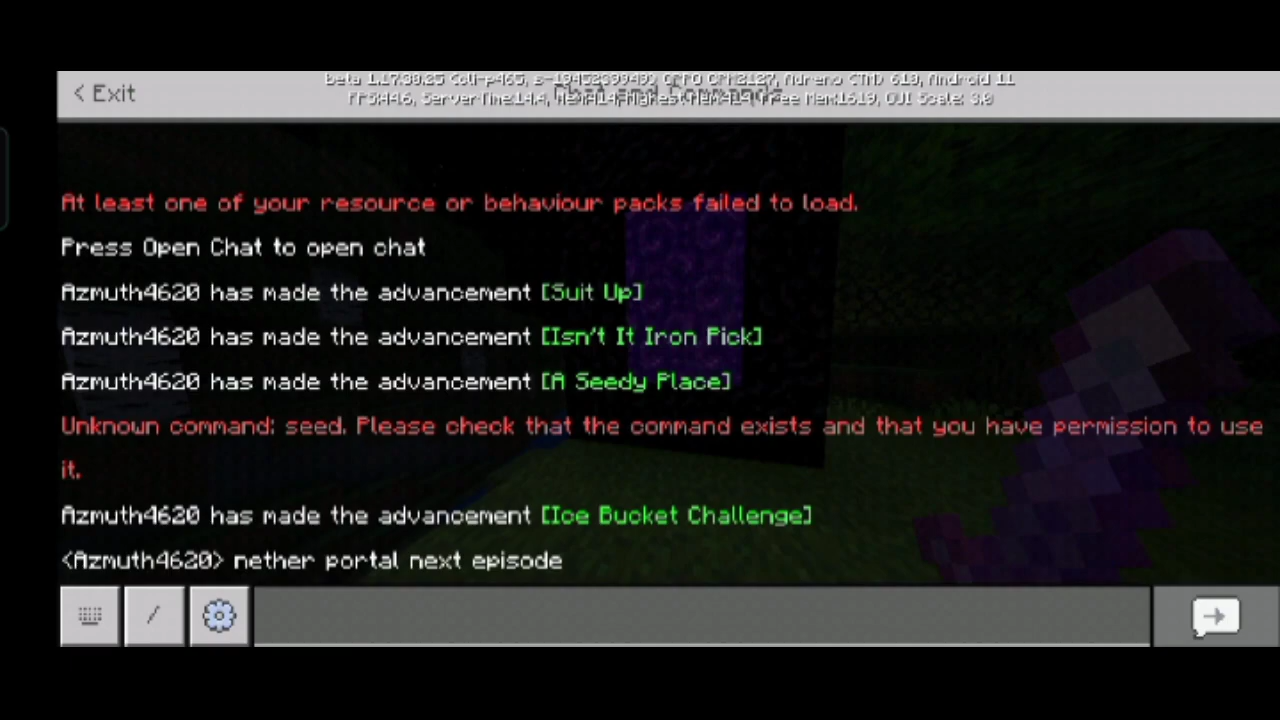 < Exit
Chat and Commands
At least one of your resource or behaviour packs failed to load.
Press Open Chat to open chat
Azmuth4620 has made the advancement [Suit Up]
Azmuth4620 has made the advancement [Isn't It Iron Pick]
Azmuth4620 has made the advancement [A Seedy Place]
Unknown command: seed. Please check that the command exists and that you have permission to use
it.
Azmuth4620 has made the advancement [Ice Bucket Challenge]
<Azmuth4620> nether portal next episode
/